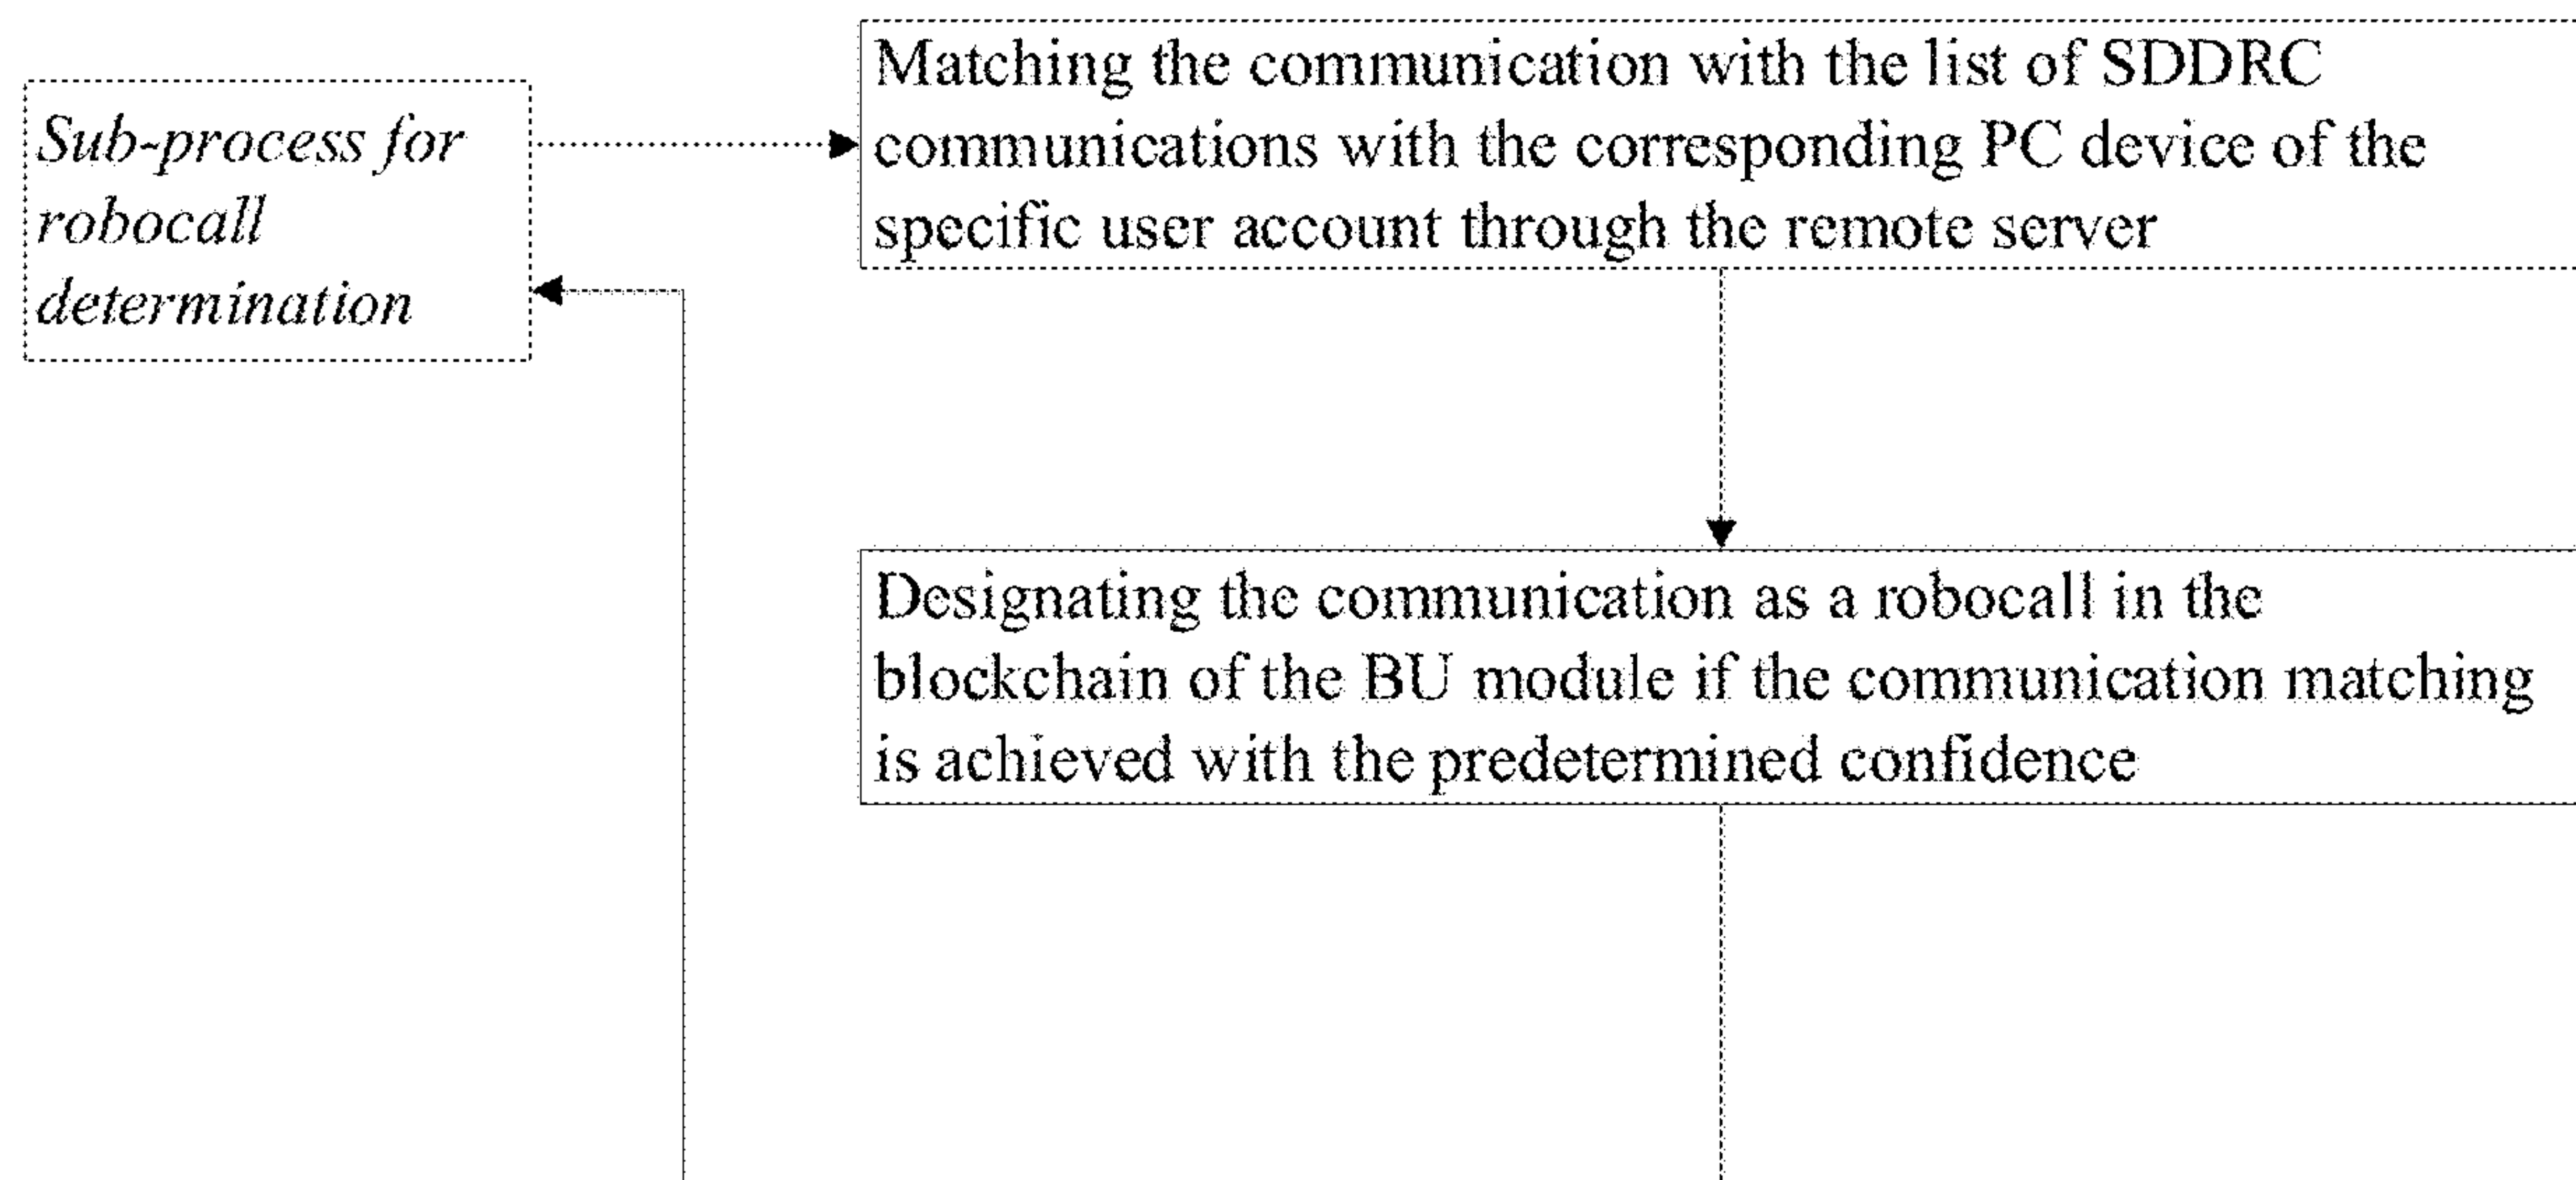 Sub-process for
robocall
determination
Matching the communication with the list of SDDRC
communications with the corresponding PC device of the
specific user account through the remote server
Designating the communication as a robocall in the
blockchain of the BU module if the communication matching
is achieved with the predetermined confidence